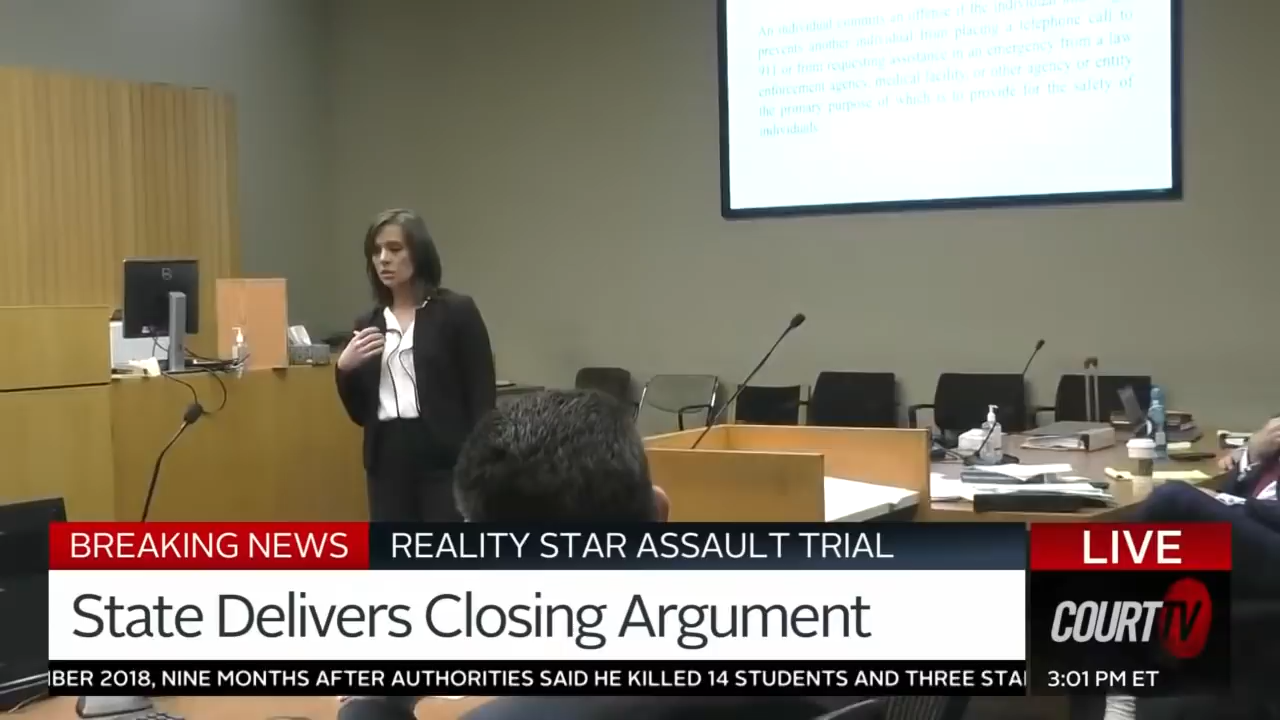 An individual commits an offense if the individual
prevents another individual from placing a telephone call to
911 or from requesting assistance in an emergency from a law
enforcement agency, medical facility, or other agency or entity
the primary purpose of which is to provide for the safety of
individuals.
BREAKING NEWS
REALITY STAR ASSAULT TRIAL
LIVE
State Delivers Closing Argument
COURT TV
BER 2018, NINE MONTHS AFTER AUTHORITIES SAID HE KILLED 14 STUDENTS AND THREE STA
3:01 PM ET